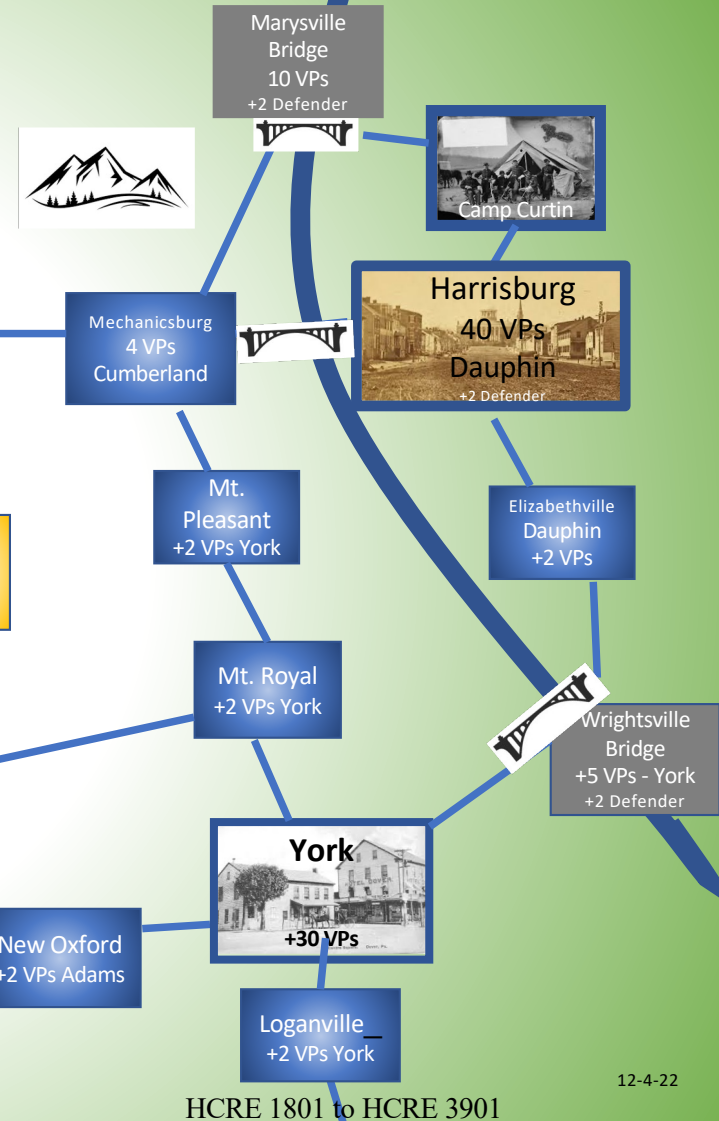 Marysville
Bridge
10 VPs
+2 Defender
Camp Curtin
Harrisburg
40 VPs
Dauphin
+2 Defender
Mechanicsburg
4 VPs
Cumberland
Mt.
Pleasant
+2 VPs York
Elizabethville
Dauphin
+2 VPs
Mt. Royal
+2 VPs York
Wrightsville
Bridge
+5 VPs - York
+2 Defender
York
+30 VPs
New Oxford
+2 VPs Adams
Loganville_
+2 VPs York
12-4-22
HCRE 1801 to HCRE 3901